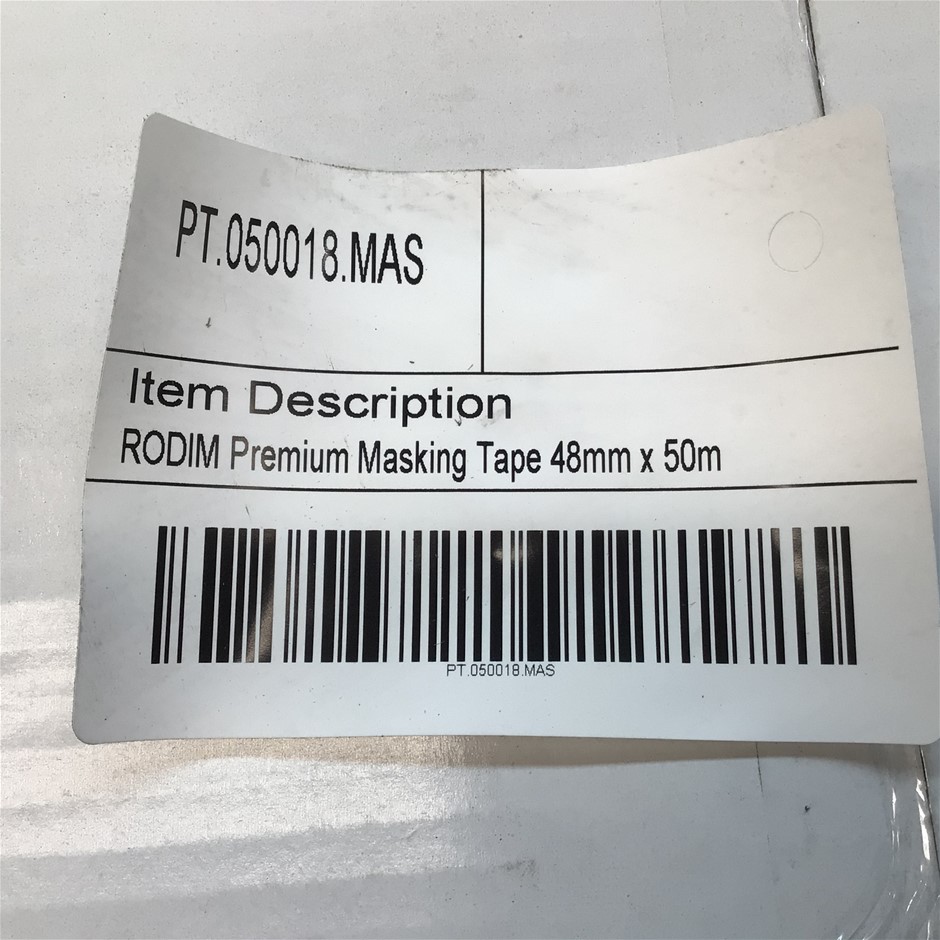 PT.050018.MAS
Item Description
RODIM Premium Masking Tape 48mm x 50m
PT.050018.MAS